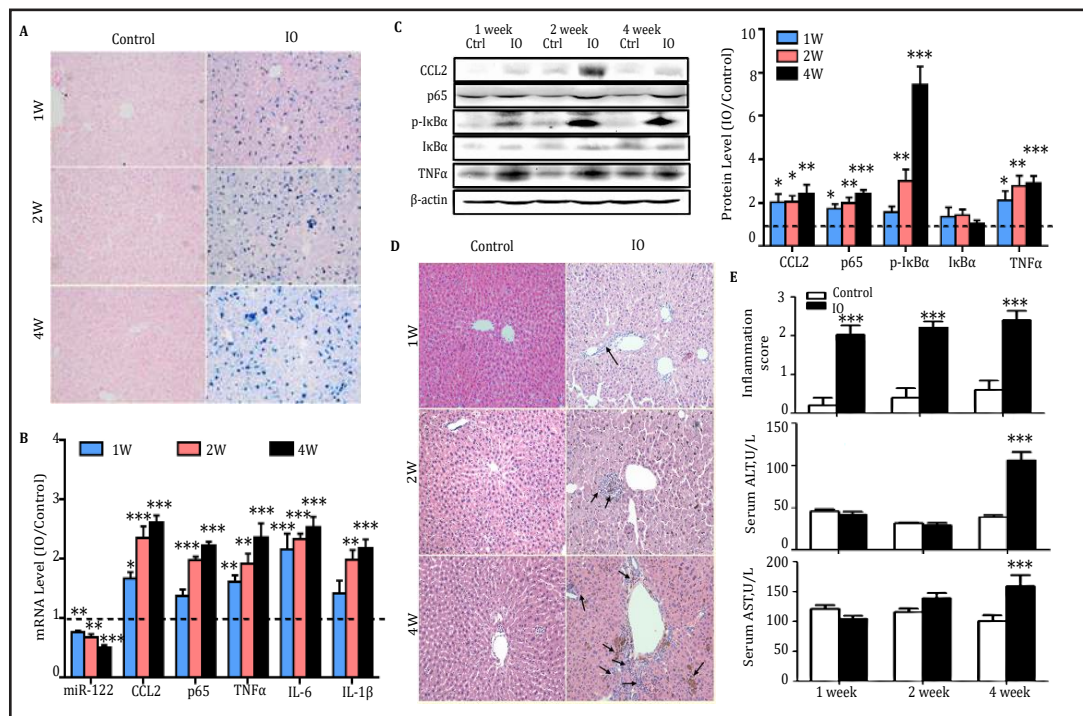 A
Control IO
1W
2W
4W
B
1W 2W 4W
mRNA Level (IO/Control)
4
3
2
1
0
** ** ***
* *** ***
*** ***
** ** ***
*** *** ***
** ***
miR-122 CCL2 p65 TNFα IL-6 IL-1β
C
1 week 2 week 4 week
Ctrl IO Ctrl IO Ctrl IO
CCL2
p65
p-IκBα
IκBα
TNFα
β-actin
1W
2W
4W
Protein Level (IO/Control)
10
8
6
4
2
0
* * **
* ** ***
** ***
* ** ***
CCL2 p65 p-IκBα IκBα TNFα
D
Control IO
1W
2W
4W
E
Control
IO
Inflammation
score
3
2
1
0
*** *** ***
Serum ALT,U/L
150
100
50
0
***
Serum AST,U/L
200
150
100
50
0
***
1 week 2 week 4 week